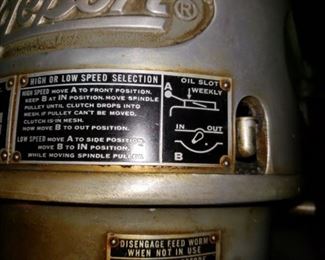 ®
HIGH OR LOW SPEED SELECTION
HIGH SPEED MOVE A TO FRONT POSITION.
KEEP B AT IN POSITION. MOVE SPINDLE
PULLEY UNTIL CLUTCH DROPS INTO
MESH. IF PULLEY CAN'T BE MOVED,
CLUTCH IS IN MESH.
NOW MOVE B TO OUT POSITION.
LOW SPEED MOVE A TO SIDE POSITION,
MOVE B TO IN POSITION
WHILE MOVING SPINDLE PULLEY.
OIL SLOT
WEEKLY
A
IN OUT
B
DISENGAGE FEED WORM
WHEN NOT IN USE